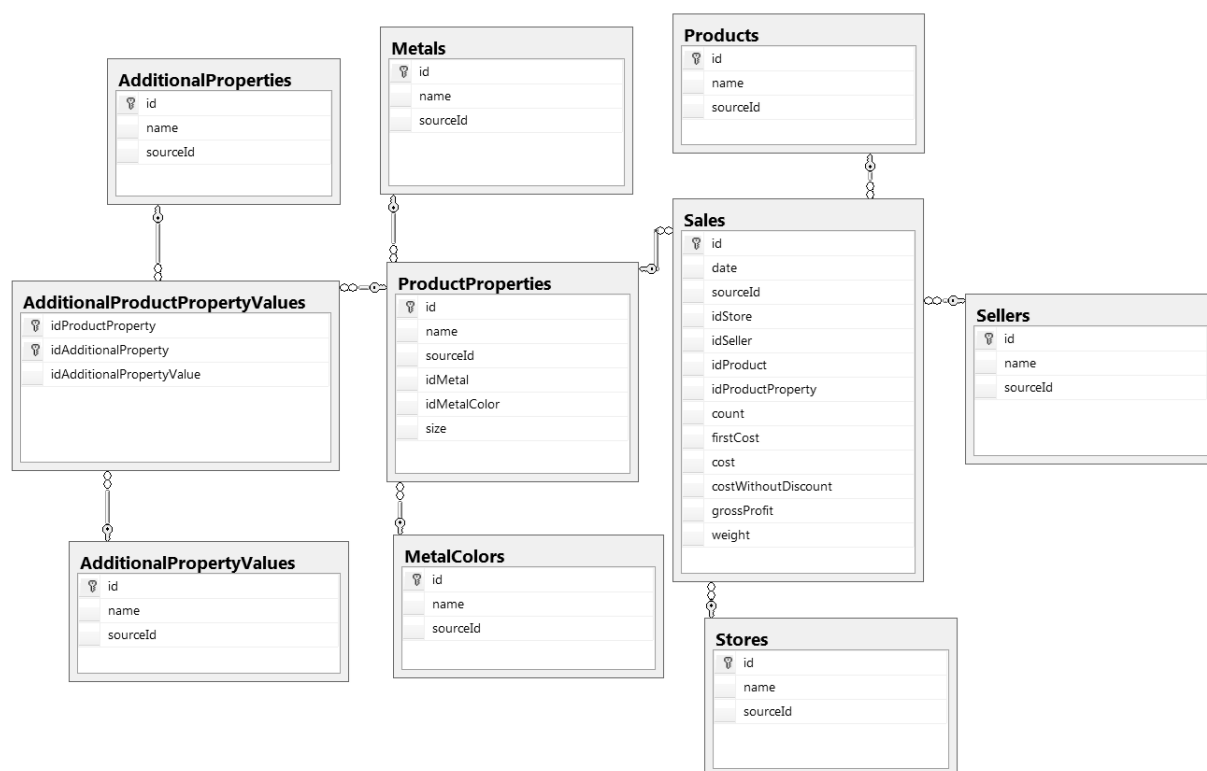 AdditionalProperties
id
name
sourceId
Metals
id
name
sourceId
Products
id
name
sourceId
AdditionalProductPropertyValues
idProductProperty
idAdditionalProperty
idAdditionalPropertyValue
ProductProperties
id
name
sourceId
idMetal
idMetalColor
size
Sales
id
date
sourceId
idStore
idSeller
idProduct
idProductProperty
count
firstCost
cost
costWithoutDiscount
grossProfit
weight
Sellers
id
name
sourceId
AdditionalPropertyValues
id
name
sourceId
MetalColors
id
name
sourceId
Stores
id
name
sourceId